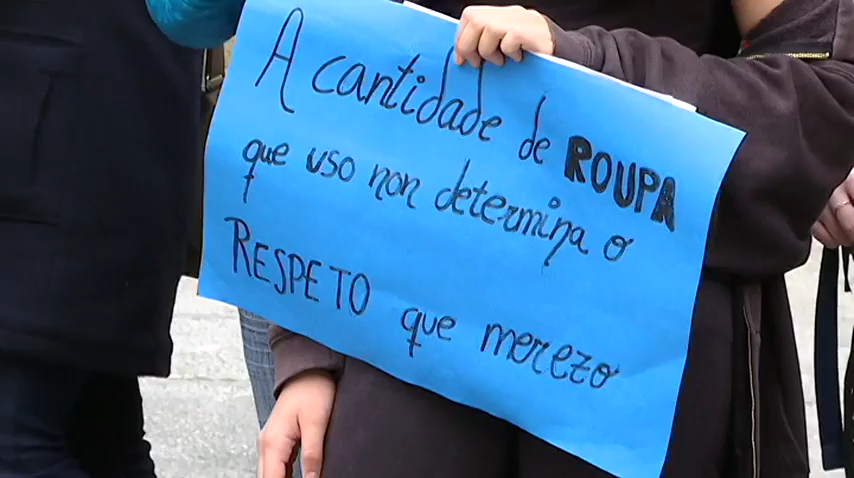 A cantidade de ROUPA
que uso non determina o
RESPETO que merezo